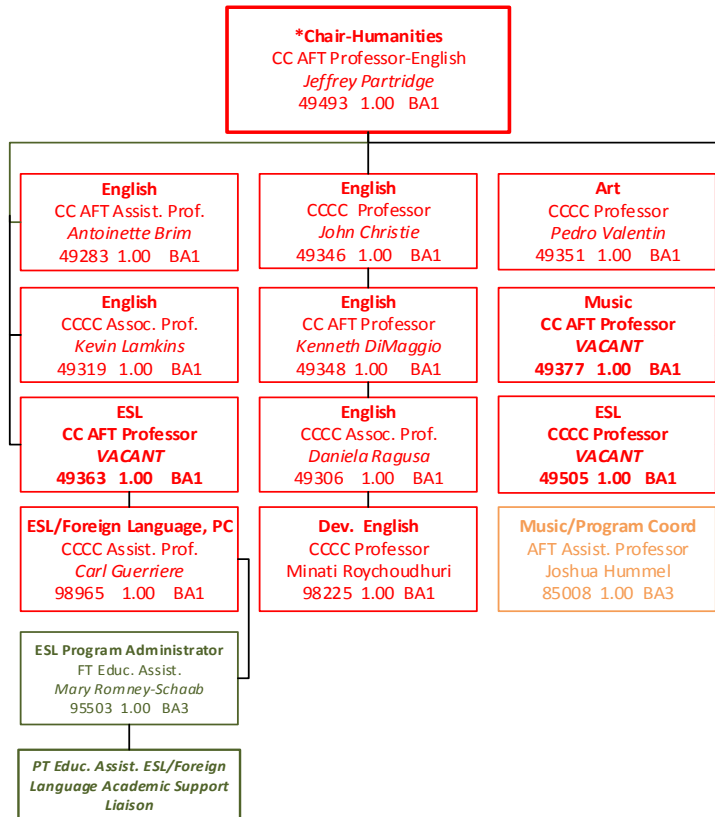 *Chair-Humanities
CC AFT Professor-English
Jeffrey Partridge
49493 1.00 BA1
English
CC AFT Assist. Prof.
Antoinette Brim
49283 1.00 BA1
English
CCCC Professor
John Christie
49346 1.00 BA1
Art
CCCC Professor
Pedro Valentin
49351 1.00 BA1
English
CCCC Assoc. Prof.
Kevin Lamkins
49319 1.00 BA1
English
CC AFT Professor
Kenneth DiMaggio
49348 1.00 BA1
Music
CC AFT Professor
VACANT
49377 1.00 BA1
ESL
CC AFT Professor
VACANT
49363 1.00 BA1
English
CCCC Assoc. Prof.
Daniela Ragusa
49306 1.00 BA1
ESL
CCCC Professor
VACANT
49505 1.00 BA1
ESL/Foreign Language, PC
CCCC Assist. Prof.
Carl Guerriere
98965 1.00 BA1
Dev. English
CCCC Professor
Minati Roychoudhuri
98225 1.00 BA1
Music/Program Coord
AFT Assist. Professor
Joshua Hummel
85008 1.00 BA3
ESL Program Administrator
FT Educ. Assist.
Mary Romney-Schaab
95503 1.00 BA3
PT Educ. Assist. ESL/Foreign
Language Academic Support
Liaison